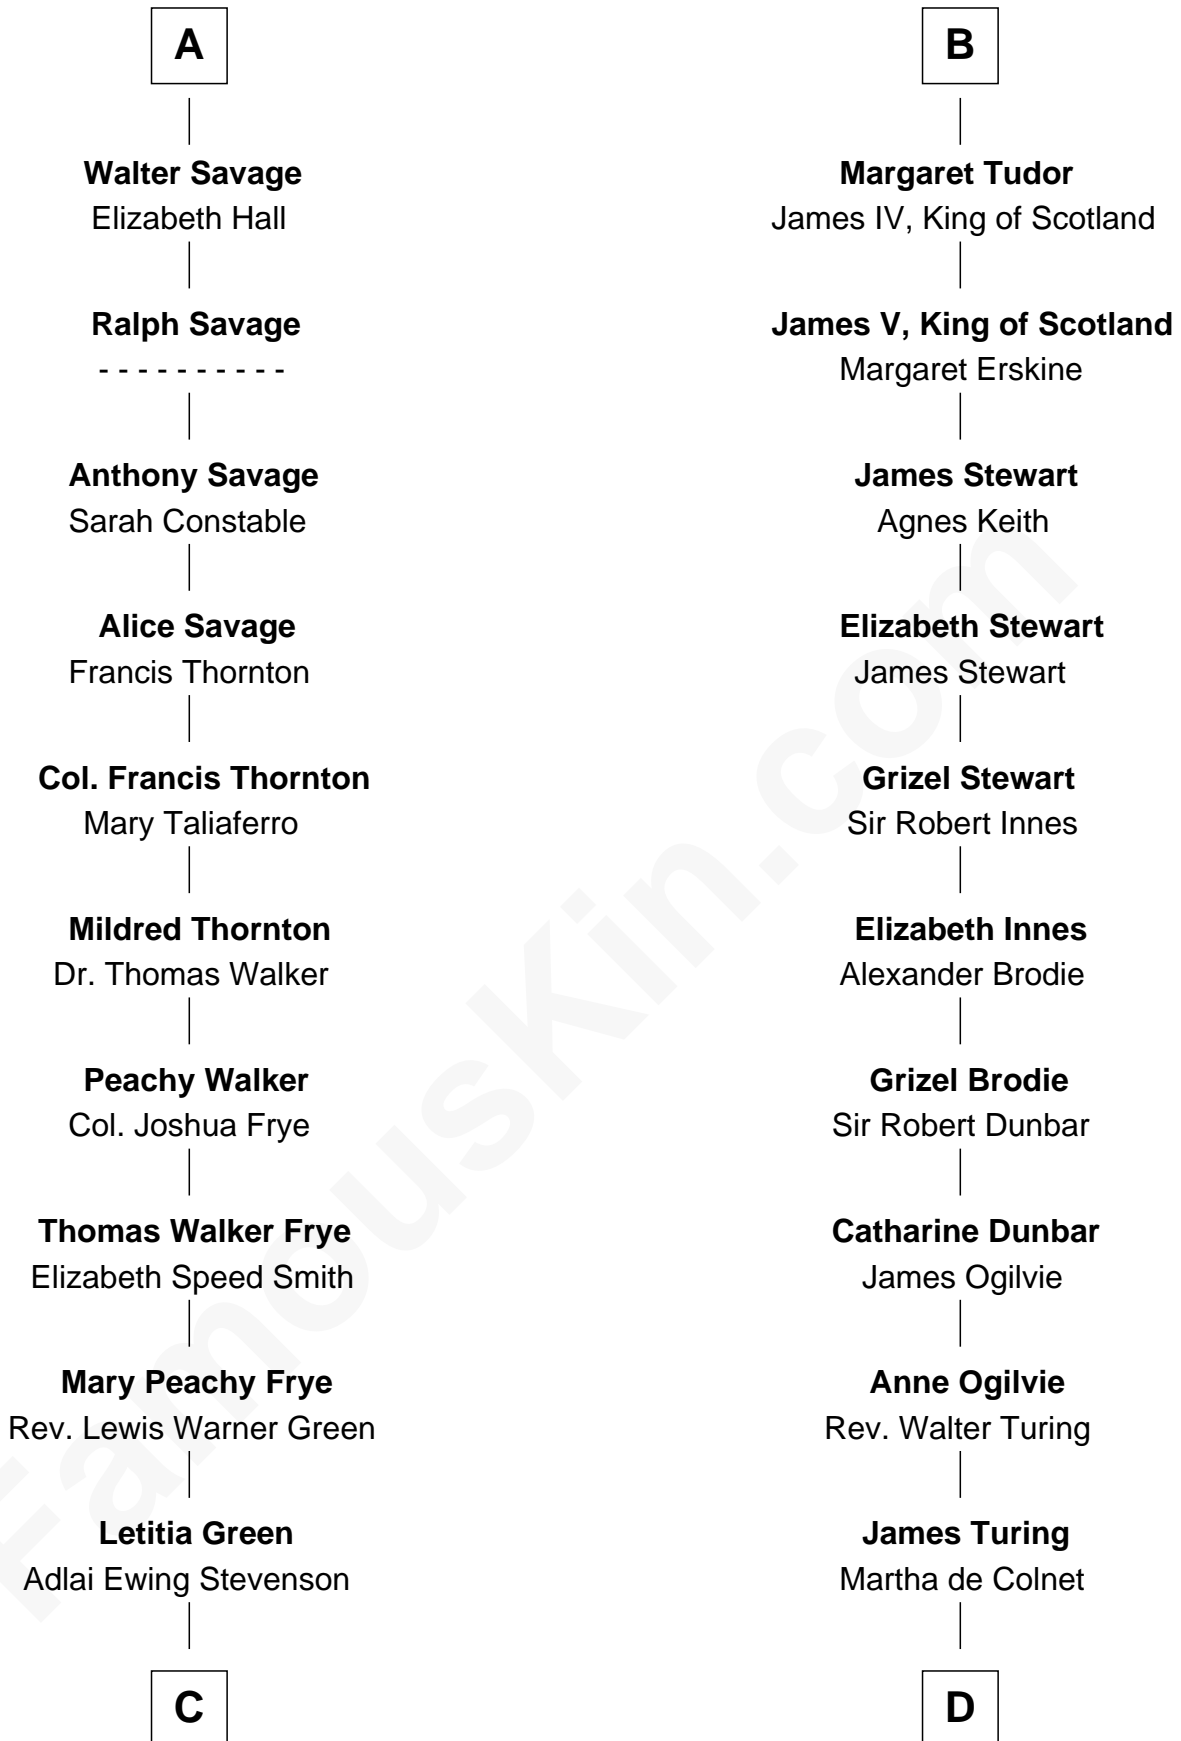 A
Walter Savage
Elizabeth Hall
Ralph Savage
- - - - - - - - - -
Anthony Savage
Sarah Constable
Alice Savage
Francis Thornton
Col. Francis Thornton
Mary Taliaferro
Mildred Thornton
Dr. Thomas Walker
Peachy Walker
Col. Joshua Frye
Thomas Walker Frye
Elizabeth Speed Smith
Mary Peachy Frye
Rev. Lewis Warner Green
Letitia Green
Adlai Ewing Stevenson
C
B
Margaret Tudor
James IV, King of Scotland
James V, King of Scotland
Margaret Erskine
James Stewart
Agnes Keith
Elizabeth Stewart
James Stewart
Grizel Stewart
Sir Robert Innes
Elizabeth Innes
Alexander Brodie
Grizel Brodie
Sir Robert Dunbar
Catharine Dunbar
James Ogilvie
Anne Ogilvie
Rev. Walter Turing
James Turing
Martha de Colnet
D
FamousKin.com